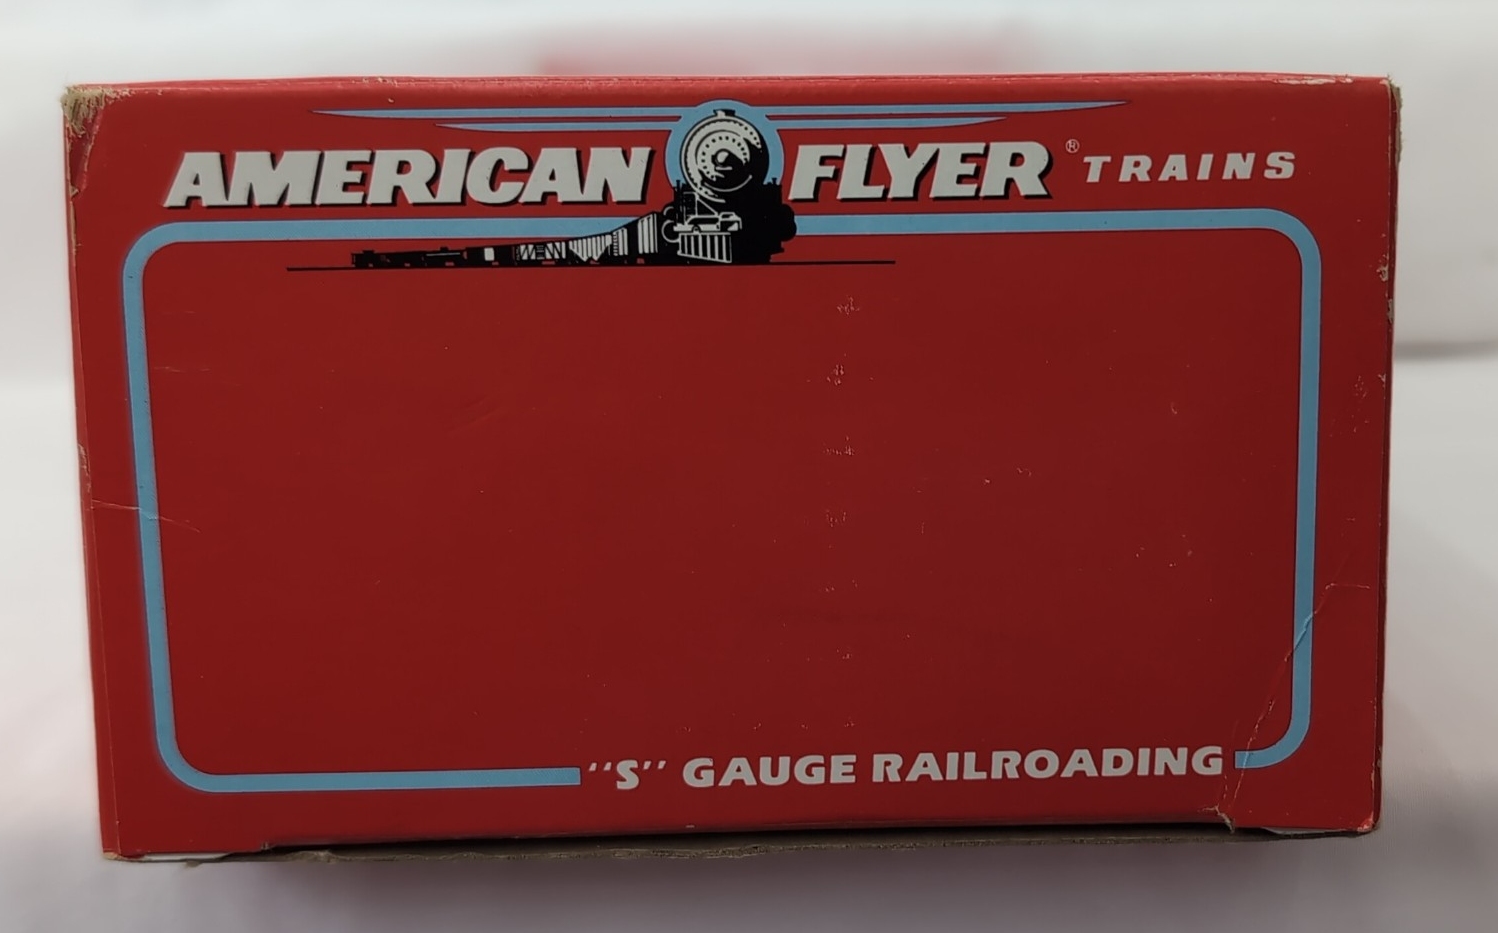 AMERICAN FLYER® TRAINS
"S" GAUGE RAILROADING